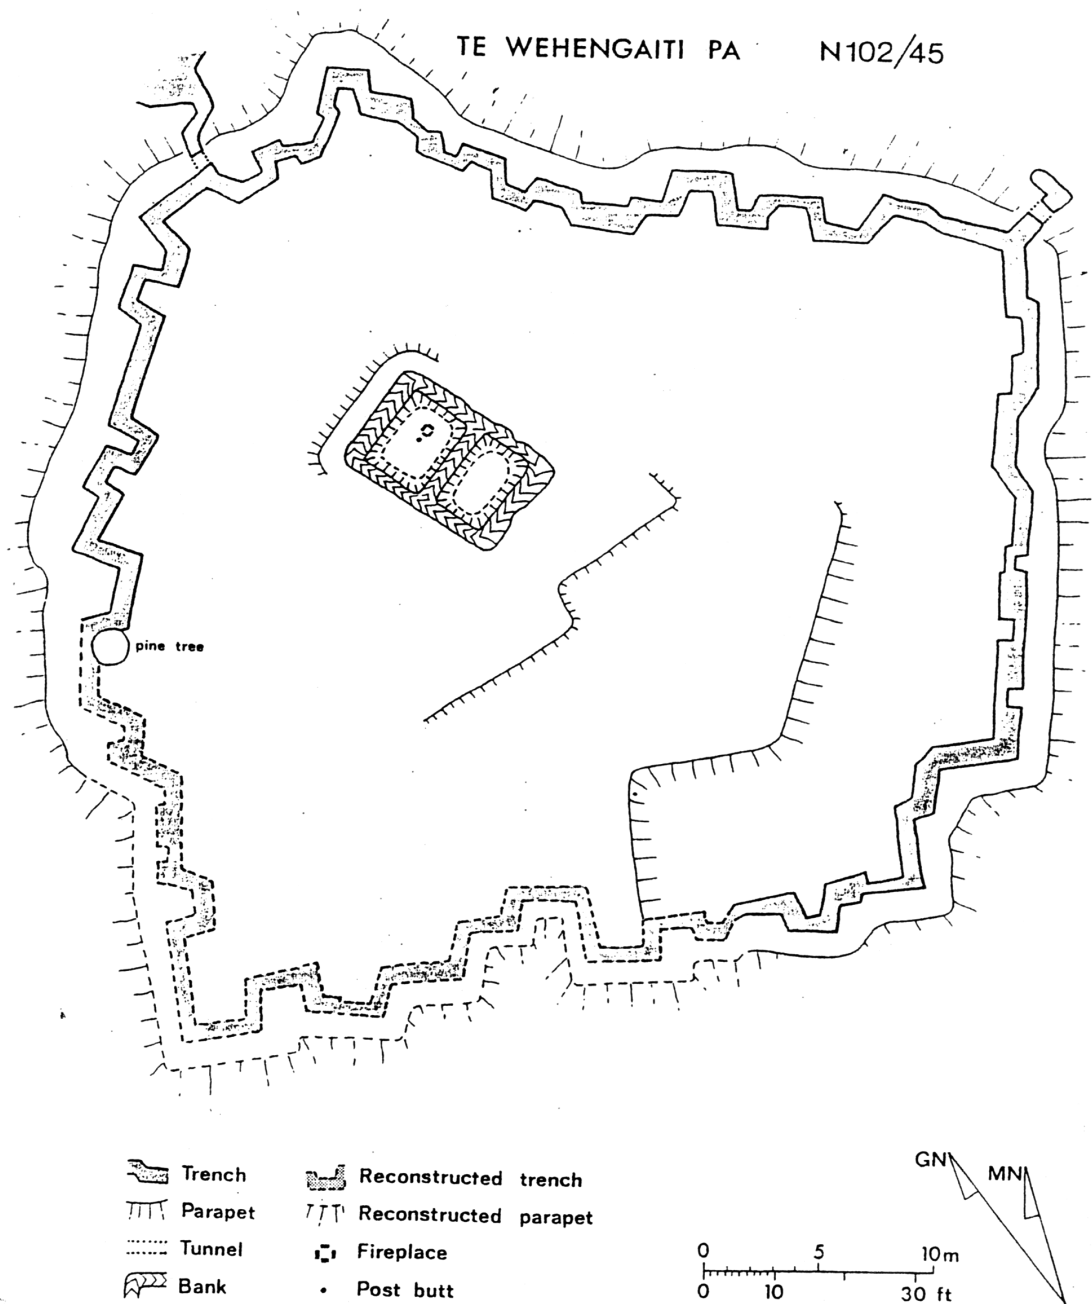 TE WEHENGAITI PA N102/45
pine tree
Trench
Reconstructed trench
Parapet
Reconstructed parapet
Tunnel
Fireplace
Bank
Post butt
GN
MN
0 5 10m
0 10 30 ft